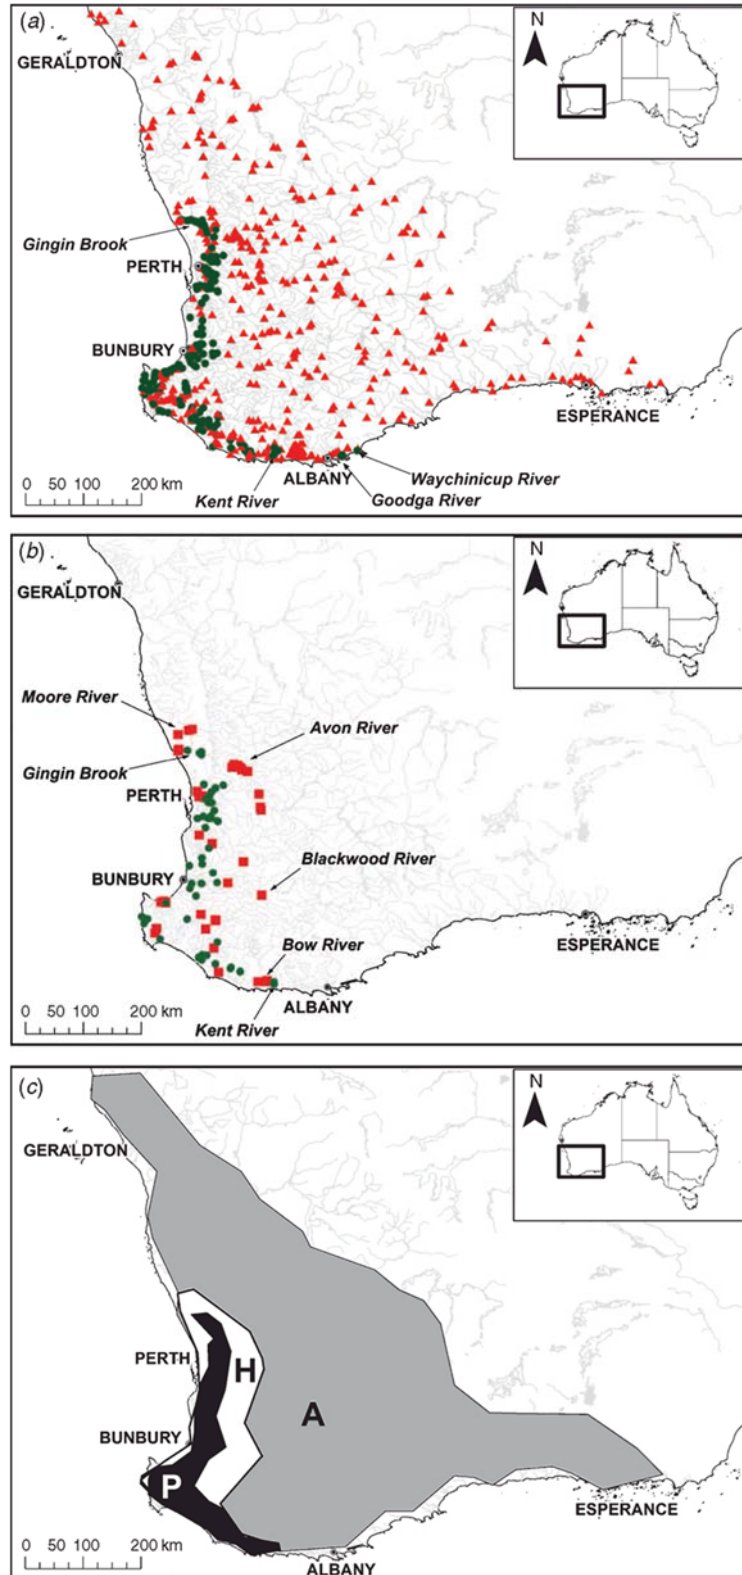 (a)
N
GERALDTON
Gingin Brook
PERTH
BUNBURY
ESPERANCE
Waychinicup River
ALBANY
Goodga River
Kent River
0 50 100 200 km
(b)
N
GERALDTON
Moore River
Avon River
Gingin Brook
PERTH
Blackwood River
BUNBURY
Bow River
ESPERANCE
ALBANY
Kent River
0 50 100 200 km
(c)
N
GERALDTON
PERTH
H
A
BUNBURY
P
ESPERANCE
0 50 100 200 km
ALBANY